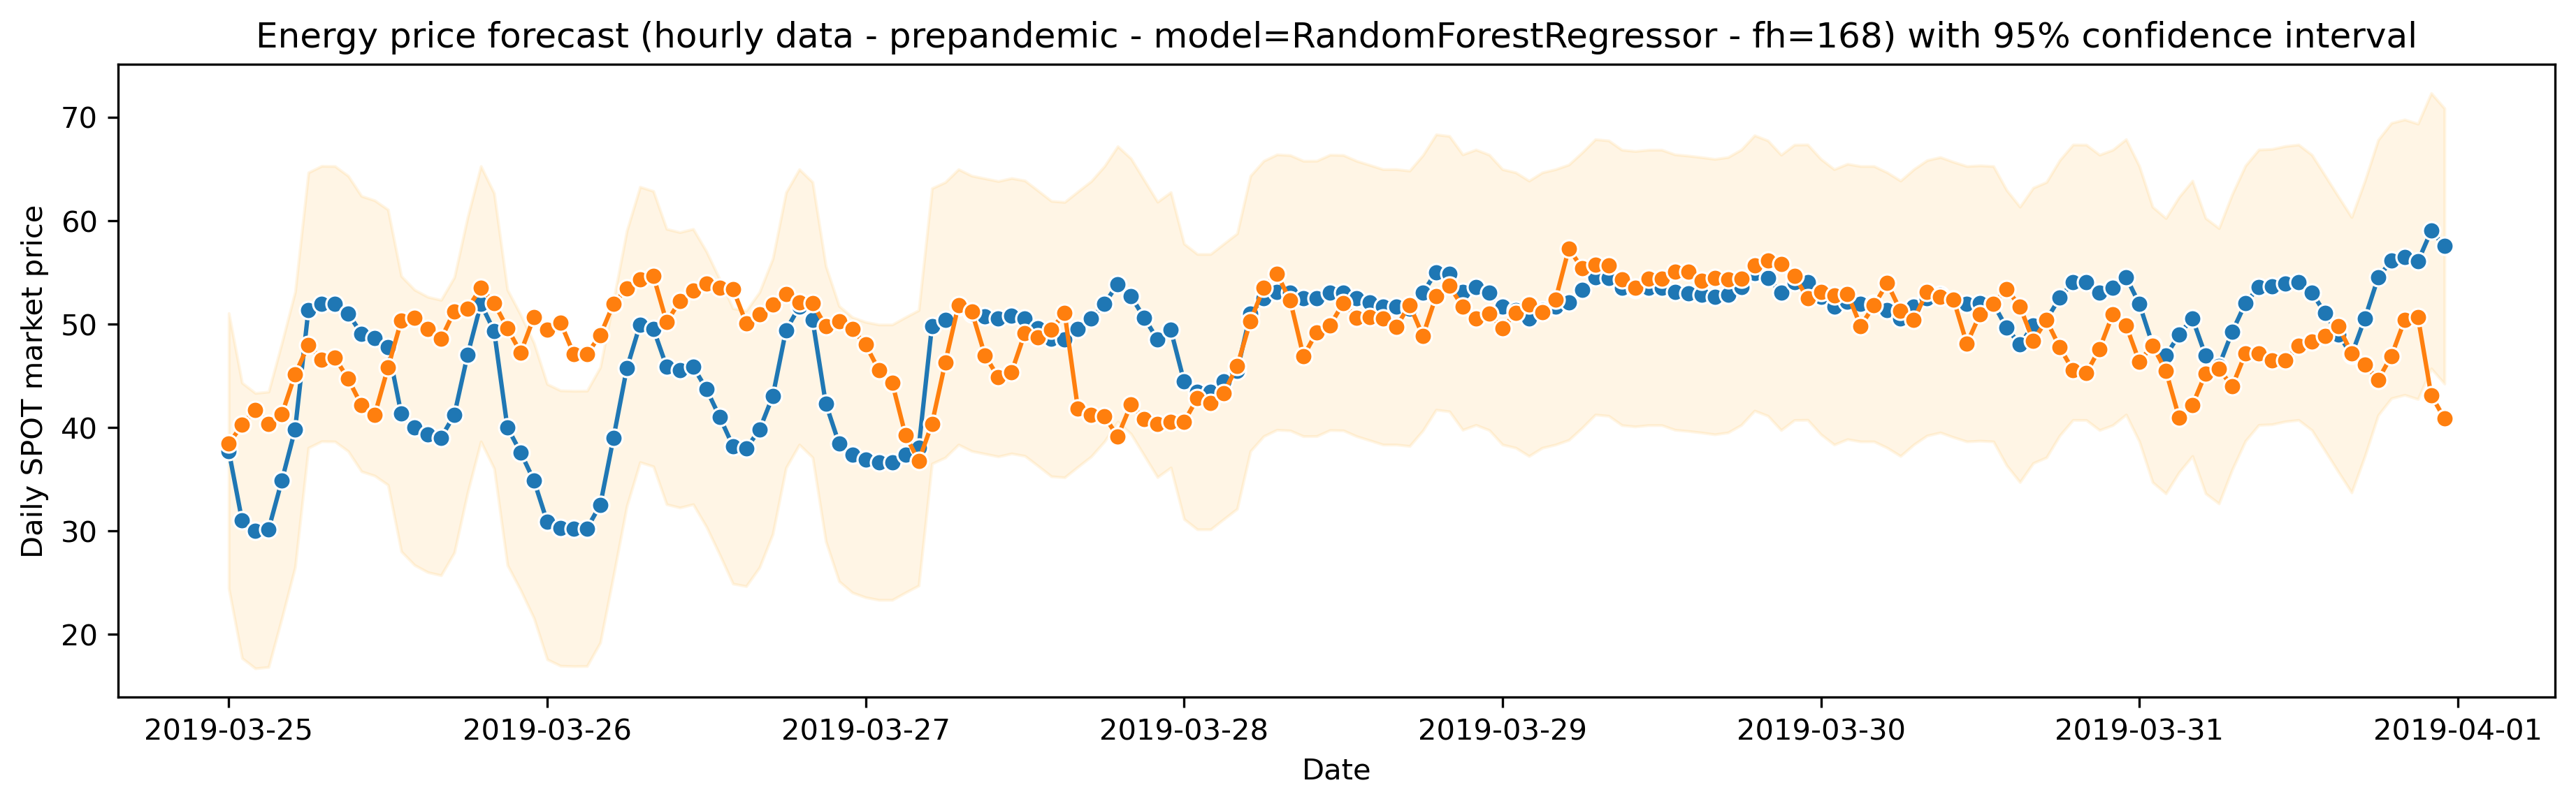 Energy price forecast (hourly data - prepandemic - model=RandomForestRegressor - fh=168) with 95% confidence interval
Daily SPOT market price
70
60
50
40
30
20
2019-03-25 2019-03-26 2019-03-27 2019-03-28 2019-03-29 2019-03-30 2019-03-31 2019-04-01
Date